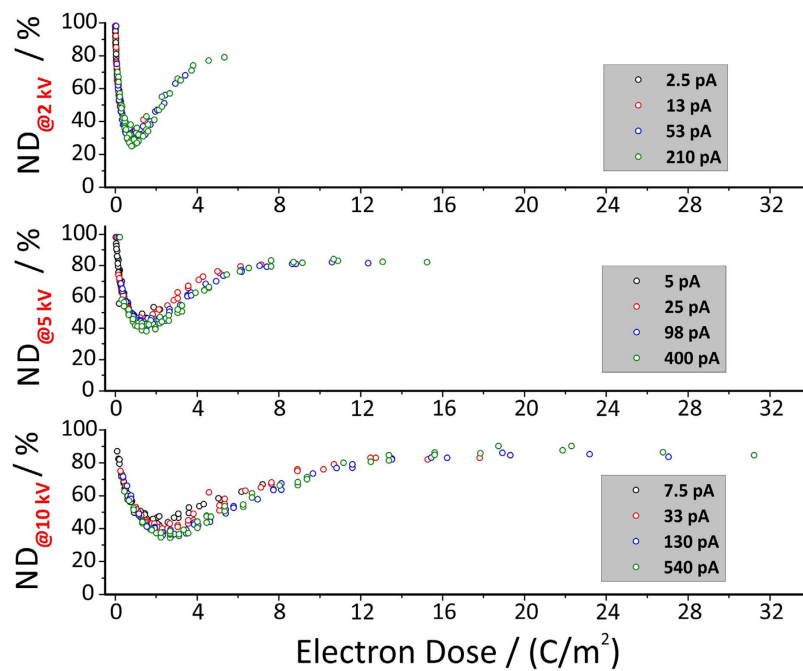 ND@2 kV / %
100
80
60
40
20
0
0 4 8 12 16 20 24 28 32
2.5 pA
13 pA
53 pA
210 pA
ND@5 kV / %
100
80
60
40
20
0
0 4 8 12 16 20 24 28 32
5 pA
25 pA
98 pA
400 pA
ND@10 kV / %
100
80
60
40
20
0
0 4 8 12 16 20 24 28 32
7.5 pA
33 pA
130 pA
540 pA
Electron Dose / (C/m²)